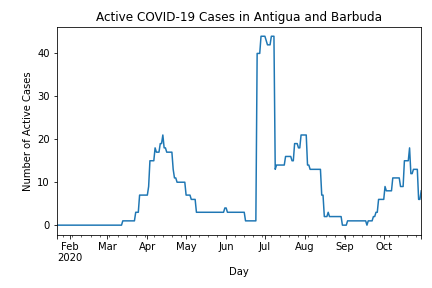 Active COVID-19 Cases in Antigua and Barbuda
Number of Active Cases
40
30
20
10
0
Feb Mar Apr May Jun Jul Aug Sep Oct
2020
Day